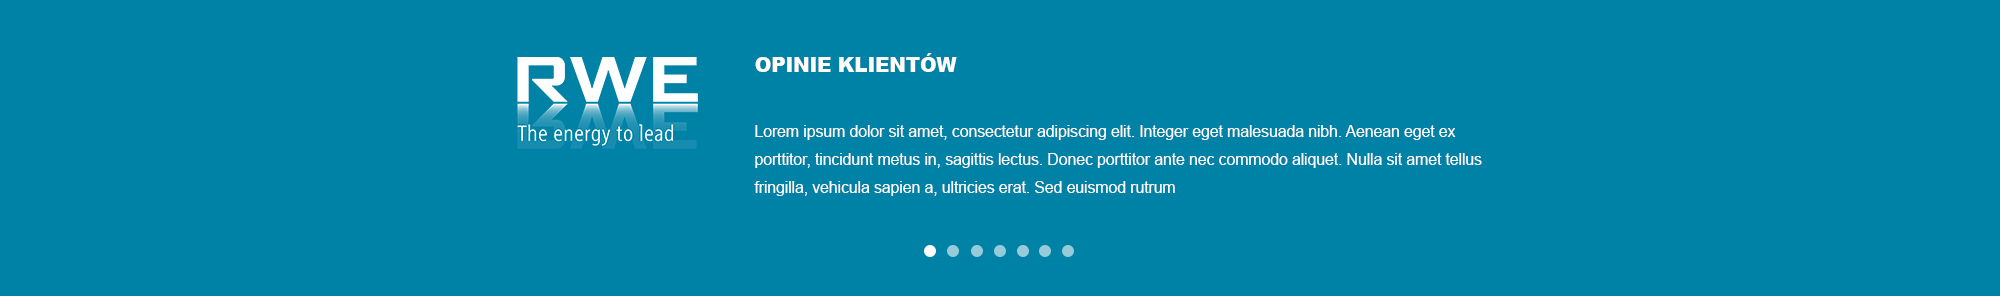 RWE
The energy to lead
OPINIE KLIENTÓW
Lorem ipsum dolor sit amet, consectetur adipiscing elit. Integer eget malesuada nibh. Aenean eget ex
porttitor, tincidunt metus in, sagittis lectus. Donec porttitor ante nec commodo aliquet. Nulla sit amet tellus
fringilla, vehicula sapien a, ultricies erat. Sed euismod rutrum